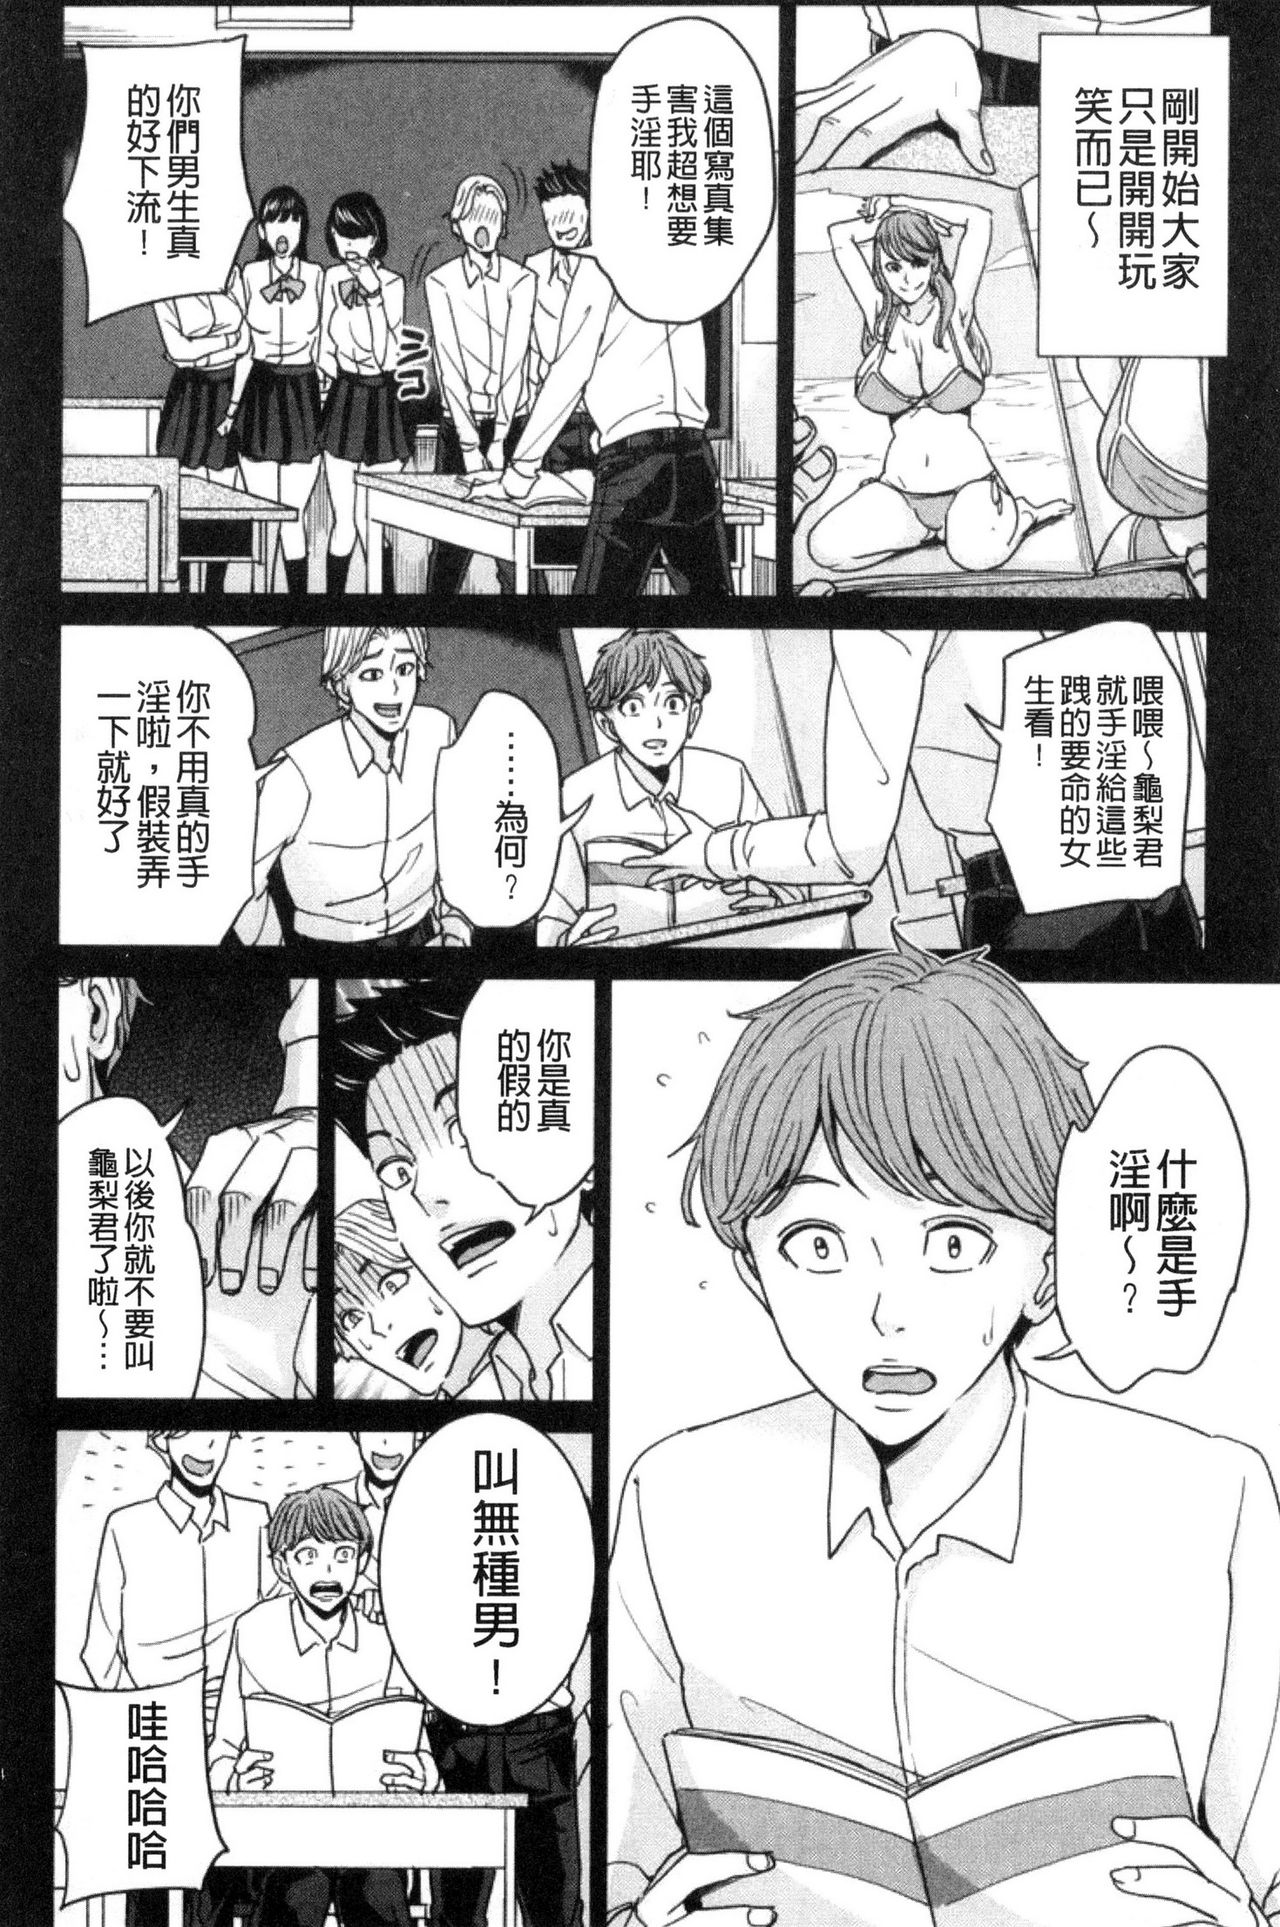 剛開始大家
只是開開玩
笑而已～
這個寫真集
害我超想要
手淫耶！
你們男生真
的好下流！
喂喂～龜梨君
就手淫給這些
跩的要命的女
生看！
……為何？
你不用真的手
淫啦，假裝弄
一下就好了
什麼是手
淫啊～？
你是真
的假的
以後你就不要叫
龜梨君了啦～…
叫無種男！
哇哈哈哈哈